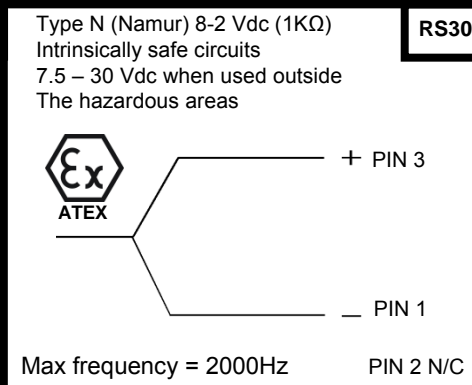 Type N (Namur) 8-2 Vdc (1KΩ)
RS30
Intrinsically safe circuits
7.5 – 30 Vdc when used outside
The hazardous areas
Ex
ATEX
+ PIN 3
_ PIN 1
Max frequency = 2000Hz PIN 2 N/C